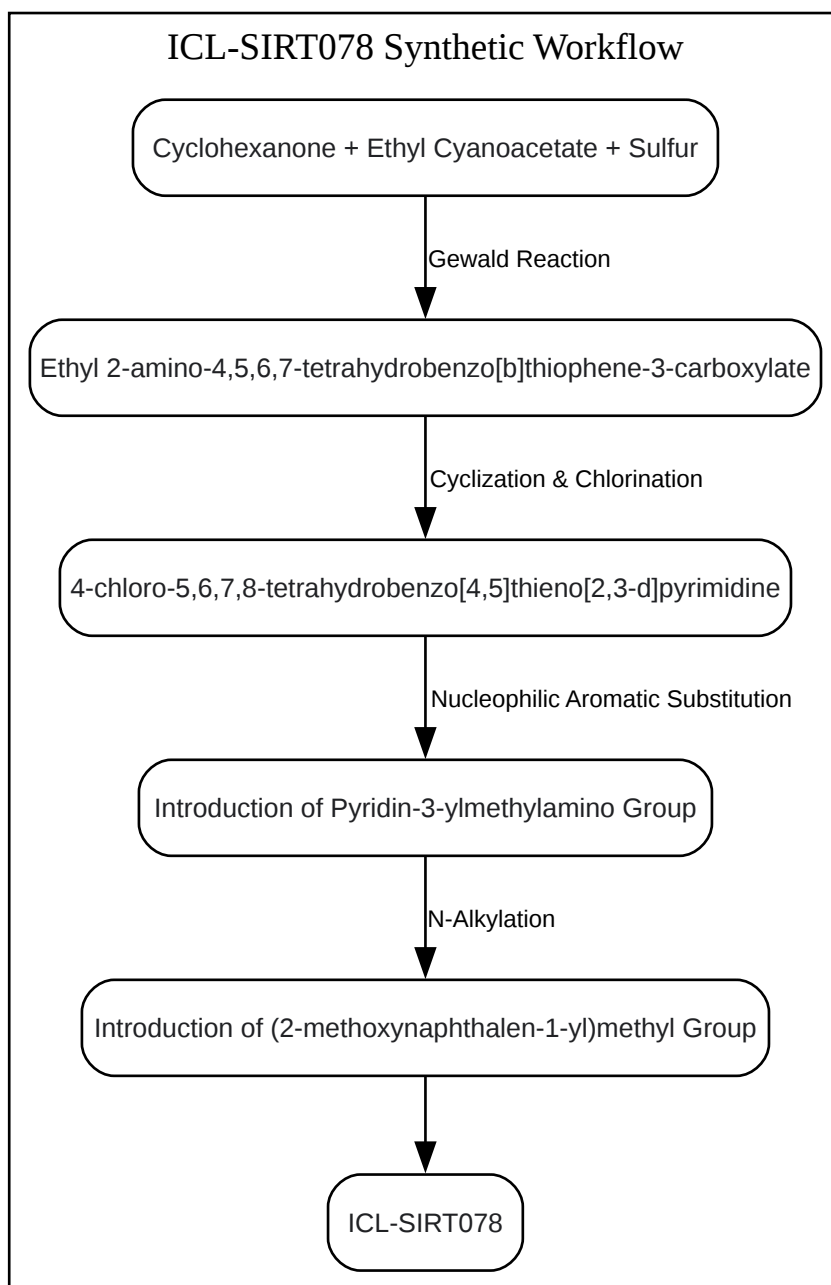 ICL-SIRT078 Synthetic Workflow
Cyclohexanone + Ethyl Cyanoacetate + Sulfur
Gewald Reaction
Ethyl 2-amino-4,5,6,7-tetrahydrobenzo[b]thiophene-3-carboxylate
Cyclization & Chlorination
4-chloro-5,6,7,8-tetrahydrobenzo[4,5]thieno[2,3-d]pyrimidine
Nucleophilic Aromatic Substitution
Introduction of Pyridin-3-ylmethylamino Group
N-Alkylation
Introduction of (2-methoxynaphthalen-1-yl)methyl Group
ICL-SIRT078